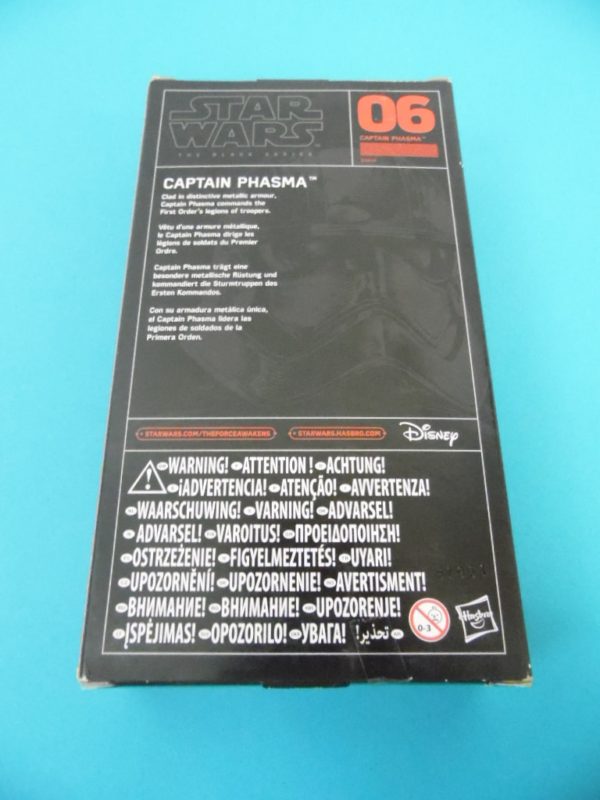 STAR
WARS
THE BLACK SERIES
06
CAPTAIN PHASMA™
CAPTAIN PHASMA™
Clad in distinctive metallic armour,
Captain Phasma commands the
First Order's legions of troopers.
Vêtu d'une armure métallique,
le Captain Phasma dirige les
légions de soldats du Premier
Ordre.
Captain Phasma trägt eine
besondere metallische Rüstung und
kommandiert die Sturmtruppen des
Ersten Kommandos.
Con su armadura metálica única,
el Captain Phasma lidera las
legiones de soldados de la
Primera Orden.
STARWARS.COM/THEFORCEAWAKENS
STARWARS.HASBRO.COM
Disney
WARNING! ATTENTION! ACHTUNG!
¡ADVERTENCIA! ATENÇÃO! AVVERTENZA!
WAARSCHUWING! VARNING! ADVARSEL!
ADVARSEL! VAROITUS! ΠΡΟΕΙΔΟΠΟΙΗΣΗ!
OSTRZEŻENIE! FIGYELMEZTETÉS! UYARI!
UPOZORNĚNÍ! UPOZORNENIE! AVERTISMENT!
ВНИМАНИЕ! ВНИМАНИЕ! UPOZORENJE!
ĮSPĖJIMAS! OPOZORILO! УВАГА! تحذير!
0-3
Hasbro